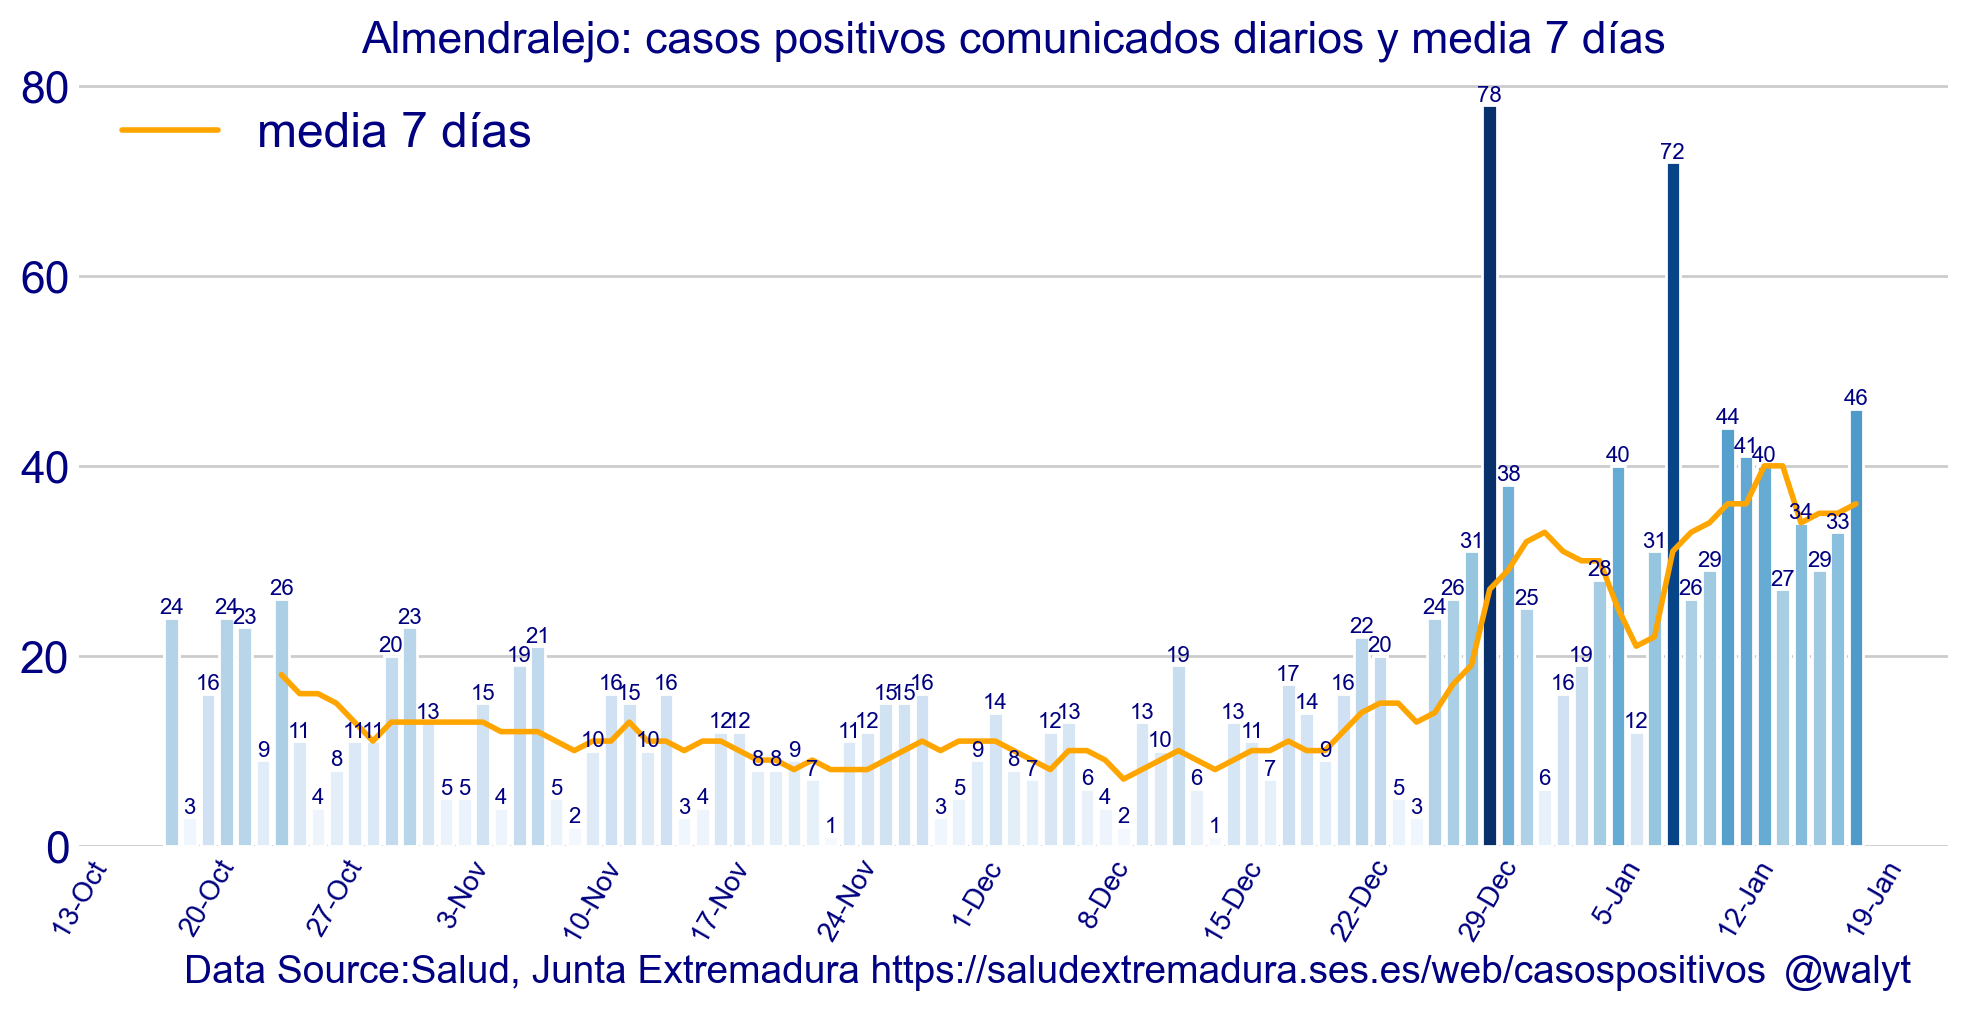 Almendralejo: casos positivos comunicados diarios y media 7 días
media 7 días
80
60
40
20
0
24 3 16 24 23 9 26 11 4 8 11 11 20 23 13 5 5 15 4 19 21 5 2 10 16 15 10 16 3 4 12 12 8 8 9 7 1 11 12 15 15 16 3 5 9 14 8 7 12 13 6 4 2 13 10 19 6 1 13 11 7 17 14 9 16 22 20 5 3 24 26 31 78 38 25 6 16 19 28 40 12 31 72 26 29 44 41 40 27 34 29 33 46
13-Oct 20-Oct 27-Oct 3-Nov 10-Nov 17-Nov 24-Nov 1-Dec 8-Dec 15-Dec 22-Dec 29-Dec 5-Jan 12-Jan 19-Jan
Data Source:Salud, Junta Extremadura https://saludextremadura.ses.es/web/casospositivos @walyt